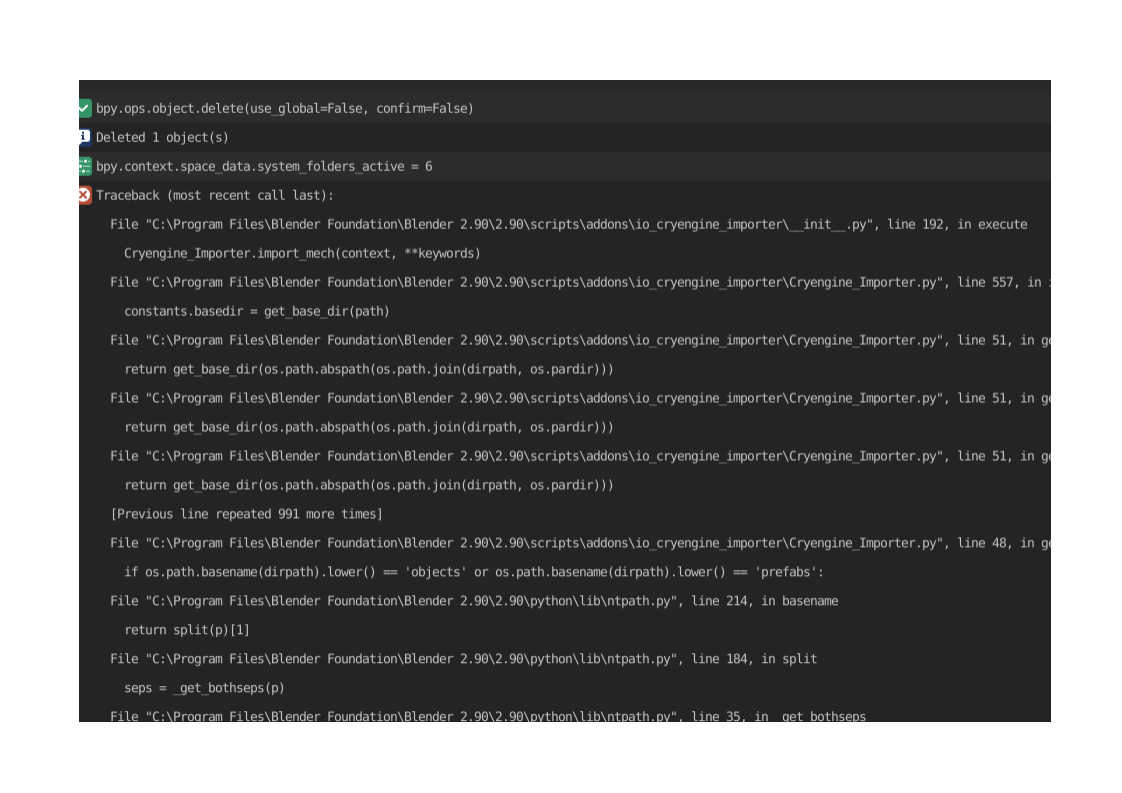 bpy.ops.object.delete(use_global=False, confirm=False)
Deleted 1 object(s)
bpy.context.space_data.system_folders_active = 6
Traceback (most recent call last):
File "C:\Program Files\Blender Foundation\Blender 2.90\2.90\scripts\addons\io_cryengine_importer\__init__.py", line 192, in execute
Cryengine_Importer.import_mech(context, **keywords)
File "C:\Program Files\Blender Foundation\Blender 2.90\2.90\scripts\addons\io_cryengine_importer\Cryengine_Importer.py", line 557, in
constants.basedir = get_base_dir(path)
File "C:\Program Files\Blender Foundation\Blender 2.90\2.90\scripts\addons\io_cryengine_importer\Cryengine_Importer.py", line 51, in
return get_base_dir(os.path.abspath(os.path.join(dirpath, os.pardir)))
File "C:\Program Files\Blender Foundation\Blender 2.90\2.90\scripts\addons\io_cryengine_importer\Cryengine_Importer.py", line 51, in
return get_base_dir(os.path.abspath(os.path.join(dirpath, os.pardir)))
File "C:\Program Files\Blender Foundation\Blender 2.90\2.90\scripts\addons\io_cryengine_importer\Cryengine_Importer.py", line 51, in
return get_base_dir(os.path.abspath(os.path.join(dirpath, os.pardir)))
[Previous line repeated 991 more times]
File "C:\Program Files\Blender Foundation\Blender 2.90\2.90\scripts\addons\io_cryengine_importer\Cryengine_Importer.py", line 48, in
if os.path.basename(dirpath).lower() == 'objects' or os.path.basename(dirpath).lower() == 'prefabs':
File "C:\Program Files\Blender Foundation\Blender 2.90\2.90\python\lib\ntpath.py", line 214, in basename
return split(p)[1]
File "C:\Program Files\Blender Foundation\Blender 2.90\2.90\python\lib\ntpath.py", line 184, in split
seps = _get_bothseps(p)
File "C:\Program Files\Blender Foundation\Blender 2.90\2.90\python\lib\ntpath.py", line 35, in _get_bothseps